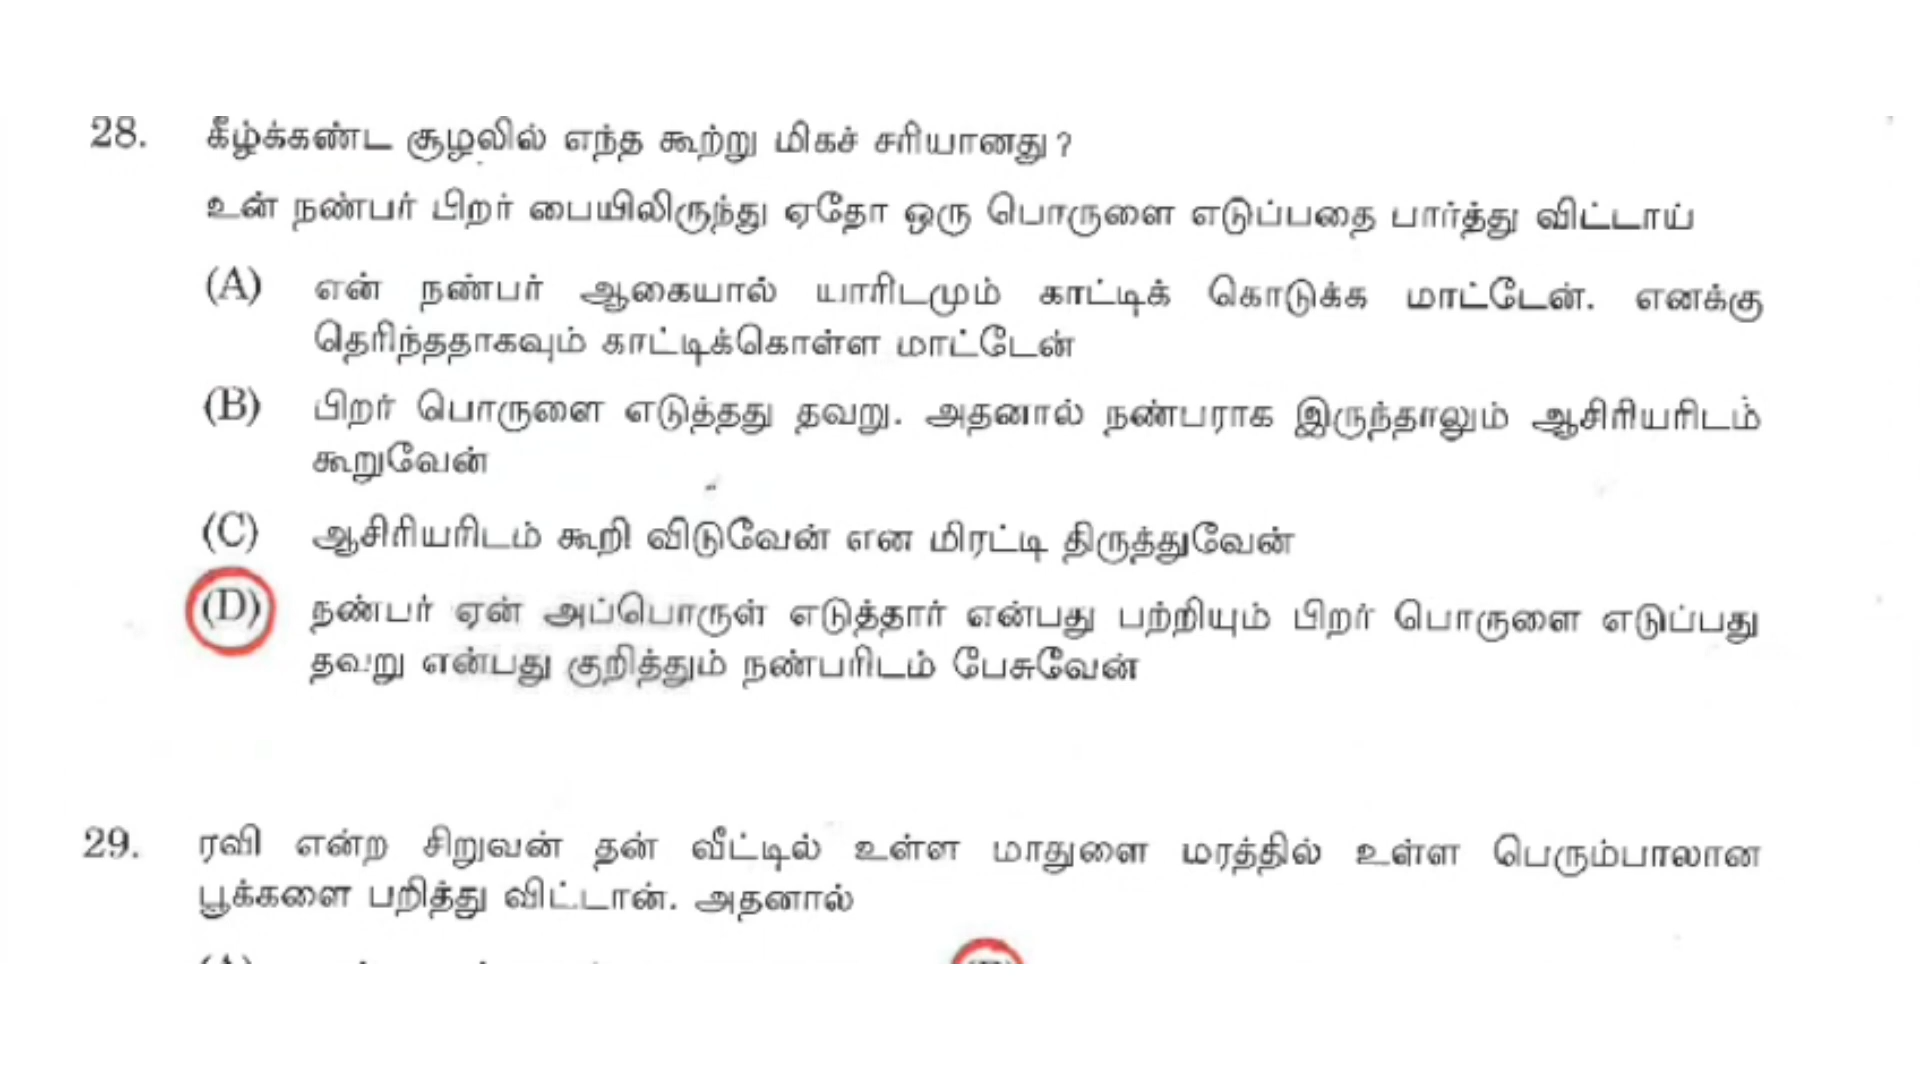 28. கீழ்க்கண்ட சூழலில் எந்த கூற்று மிகச் சரியானது ?
உன் நண்பர் பிறர் பையிலிருந்து ஏதோ ஒரு பொருளை எடுப்பதை பார்த்து விட்டாய்
(A) என் நண்பர் ஆகையால் யாரிடமும் காட்டிக் கொடுக்க மாட்டேன். எனக்கு
தெரிந்ததாகவும் காட்டிக்கொள்ள மாட்டேன்
(B) பிறர் பொருளை எடுத்தது தவறு. அதனால் நண்பராக இருந்தாலும் ஆசிரியரிடம்
கூறுவேன்
(C) ஆசிரியரிடம் கூறி விடுவேன் என மிரட்டி திருத்துவேன்
(D) நண்பர் ஏன் அப்பொருள் எடுத்தார் என்பது பற்றியும் பிறர் பொருளை எடுப்பது
தவறு என்பது குறித்தும் நண்பரிடம் பேசுவேன்
29. ரவி என்ற சிறுவன் தன் வீட்டில் உள்ள மாதுளை மரத்தில் உள்ள பெரும்பாலான
பூக்களை பறித்து விட்டான். அதனால்